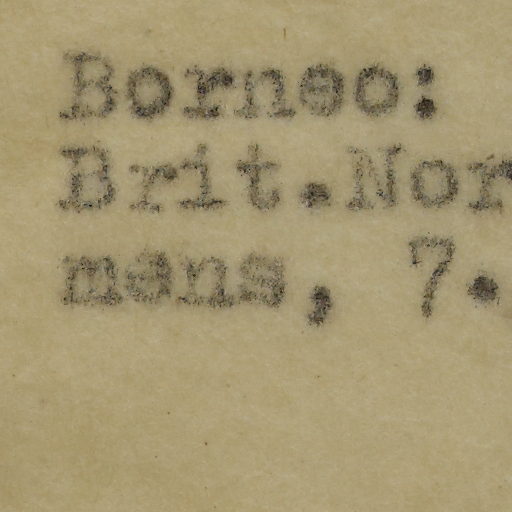 Borneo:
Brit.Nor
mans, 7.